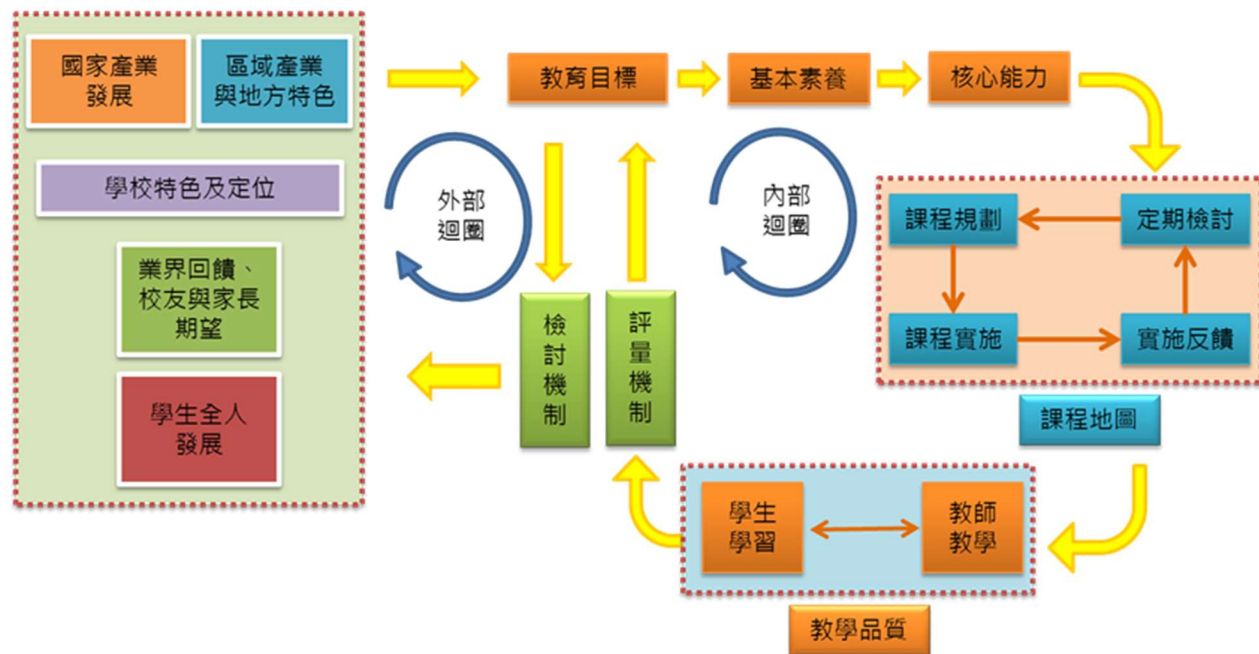 國家產業
發展
區域產業
與地方特色
學校特色及定位
業界回饋、
校友與家長
期望
學生全人
發展
教育目標
基本素養
核心能力
外部
迴圈
內部
迴圈
檢討機制
評量機制
課程規劃
定期檢討
課程實施
實施反饋
課程地圖
學生
學習
教師
教學
教學品質